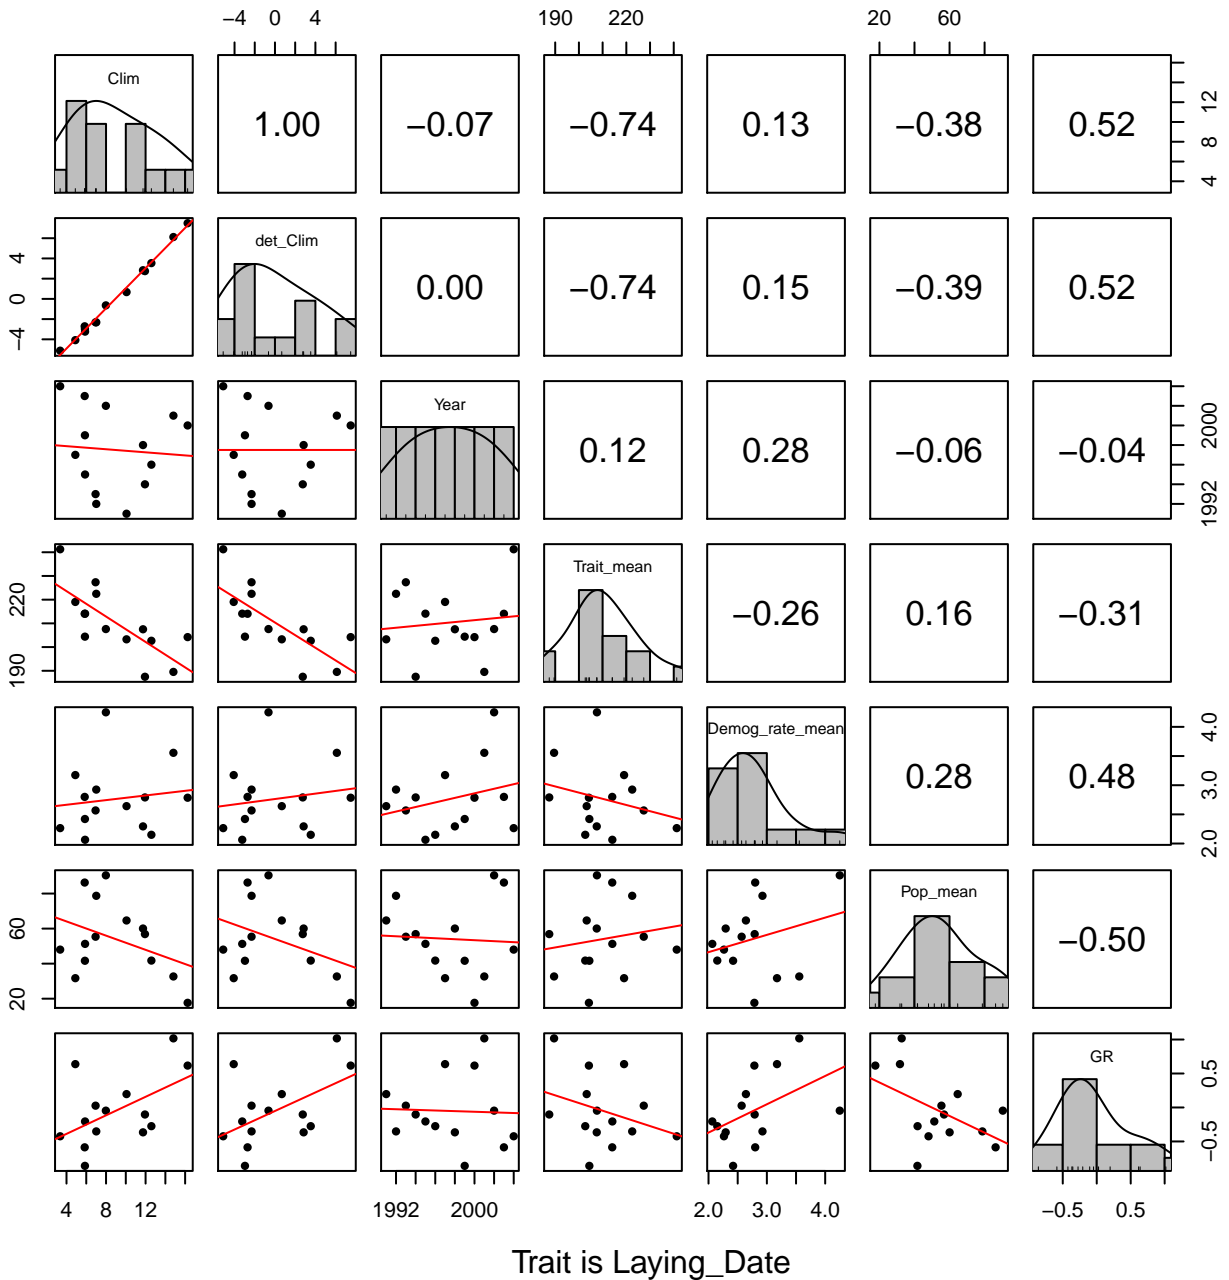 −4 0 4 190 220 20 60
Clim 1.00 −0.07 −0.74 0.13 −0.38 0.52 4 8 12
−4 0 4 det_Clim 0.00 −0.74 0.15 −0.39 0.52
Year 0.12 0.28 −0.06 −0.04 1992 2000
190 220 Trait_mean −0.26 0.16 −0.31
Demog_rate_mean 0.28 0.48 2.0 3.0 4.0
20 60 Pop_mean −0.50
GR −0.5 0.5
4 8 12 1992 2000 2.0 3.0 4.0 −0.5 0.5
Trait is Laying_Date